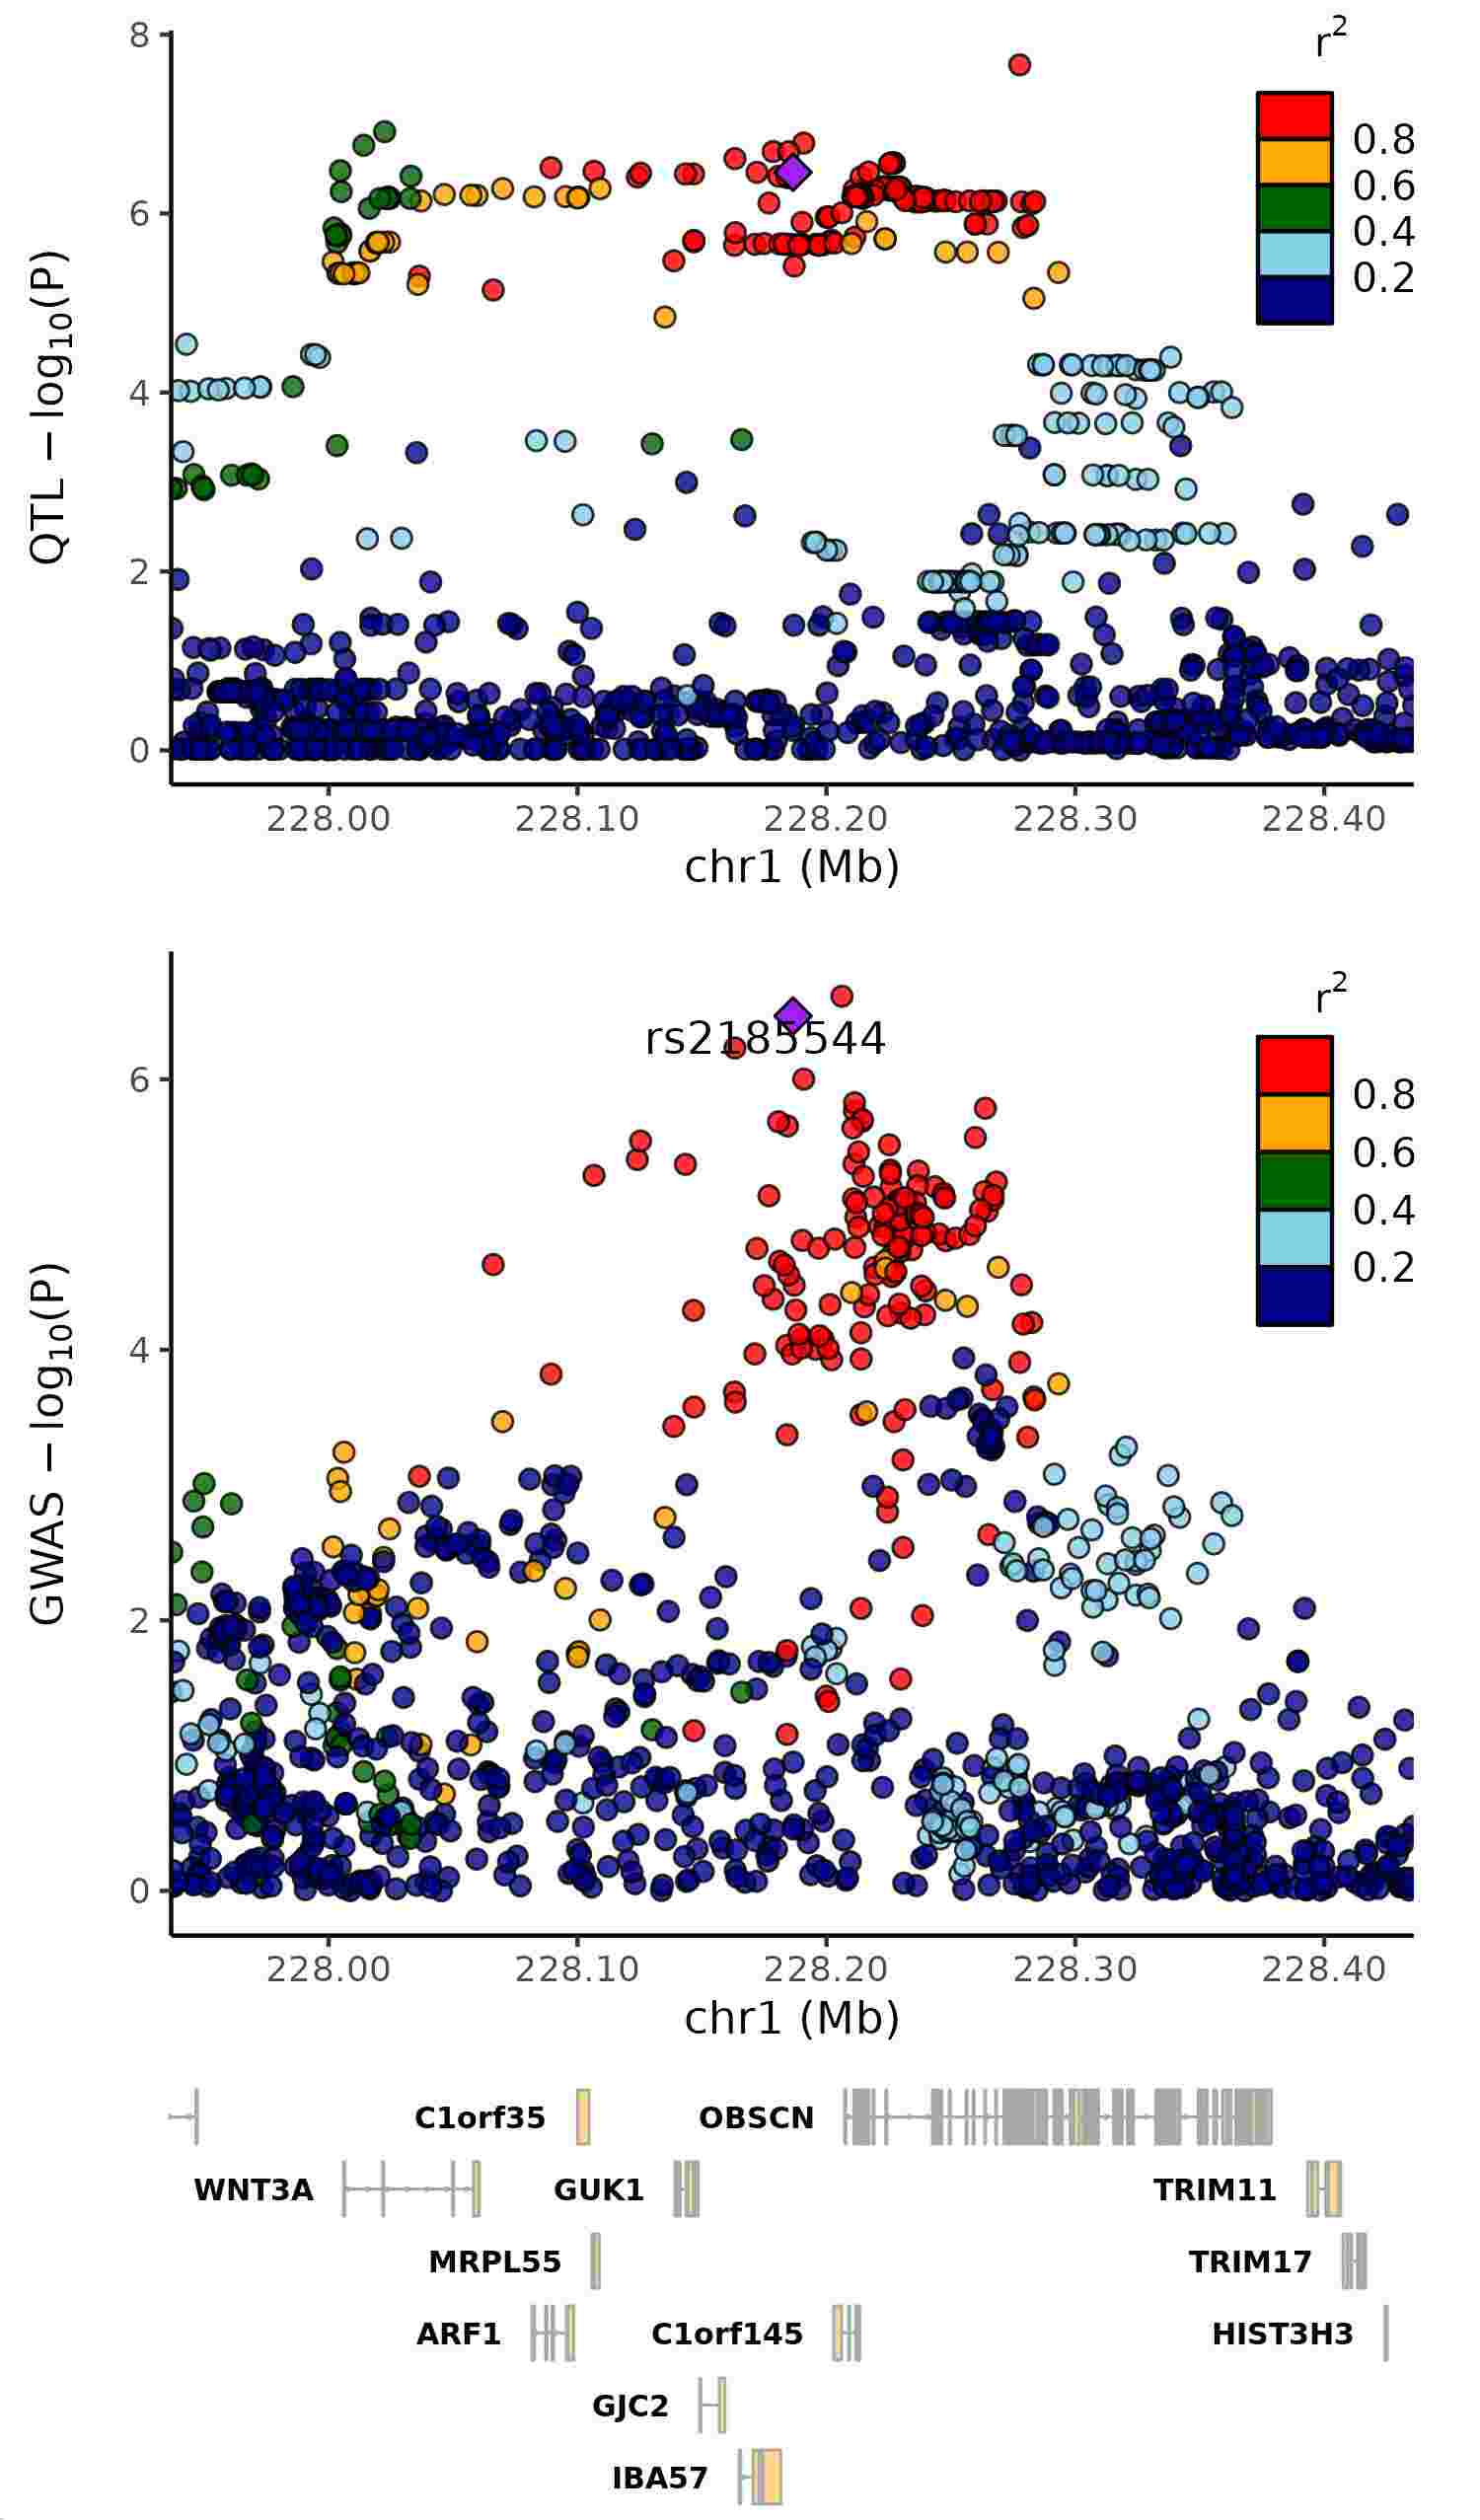 8
6
4
2
0
QTL − log10(P)
r2
0.8
0.6
0.4
0.2
228.00 228.10 228.20 228.30 228.40
chr1 (Mb)
rs2185544
6
4
2
0
GWAS − log10(P)
r2
0.8
0.6
0.4
0.2
228.00 228.10 228.20 228.30 228.40
chr1 (Mb)
C1orf35 OBSCN
WNT3A GUK1 TRIM11
MRPL55 TRIM17
ARF1 C1orf145 HIST3H3
GJC2
IBA57